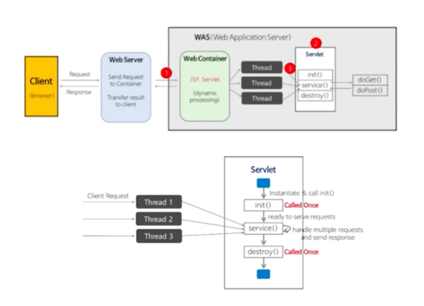 WAS(Web Application Server)
Web Server
Web Container
2
Servlet
Client
(Browser)
Request
Response
Send Request
to Container
Transfer result
to client
1
JSP, Servlet
(dynamic
processing)
Thread
Thread
Thread
3
init()
service()
destroy()
doGet()
doPost()
Servlet
Client Request
Thread 1
Thread 2
Thread 3
instantiate & call init()
init()
Called Once
ready to serve requests
service()
handle multiple requests
and send response
destroy()
Called Once